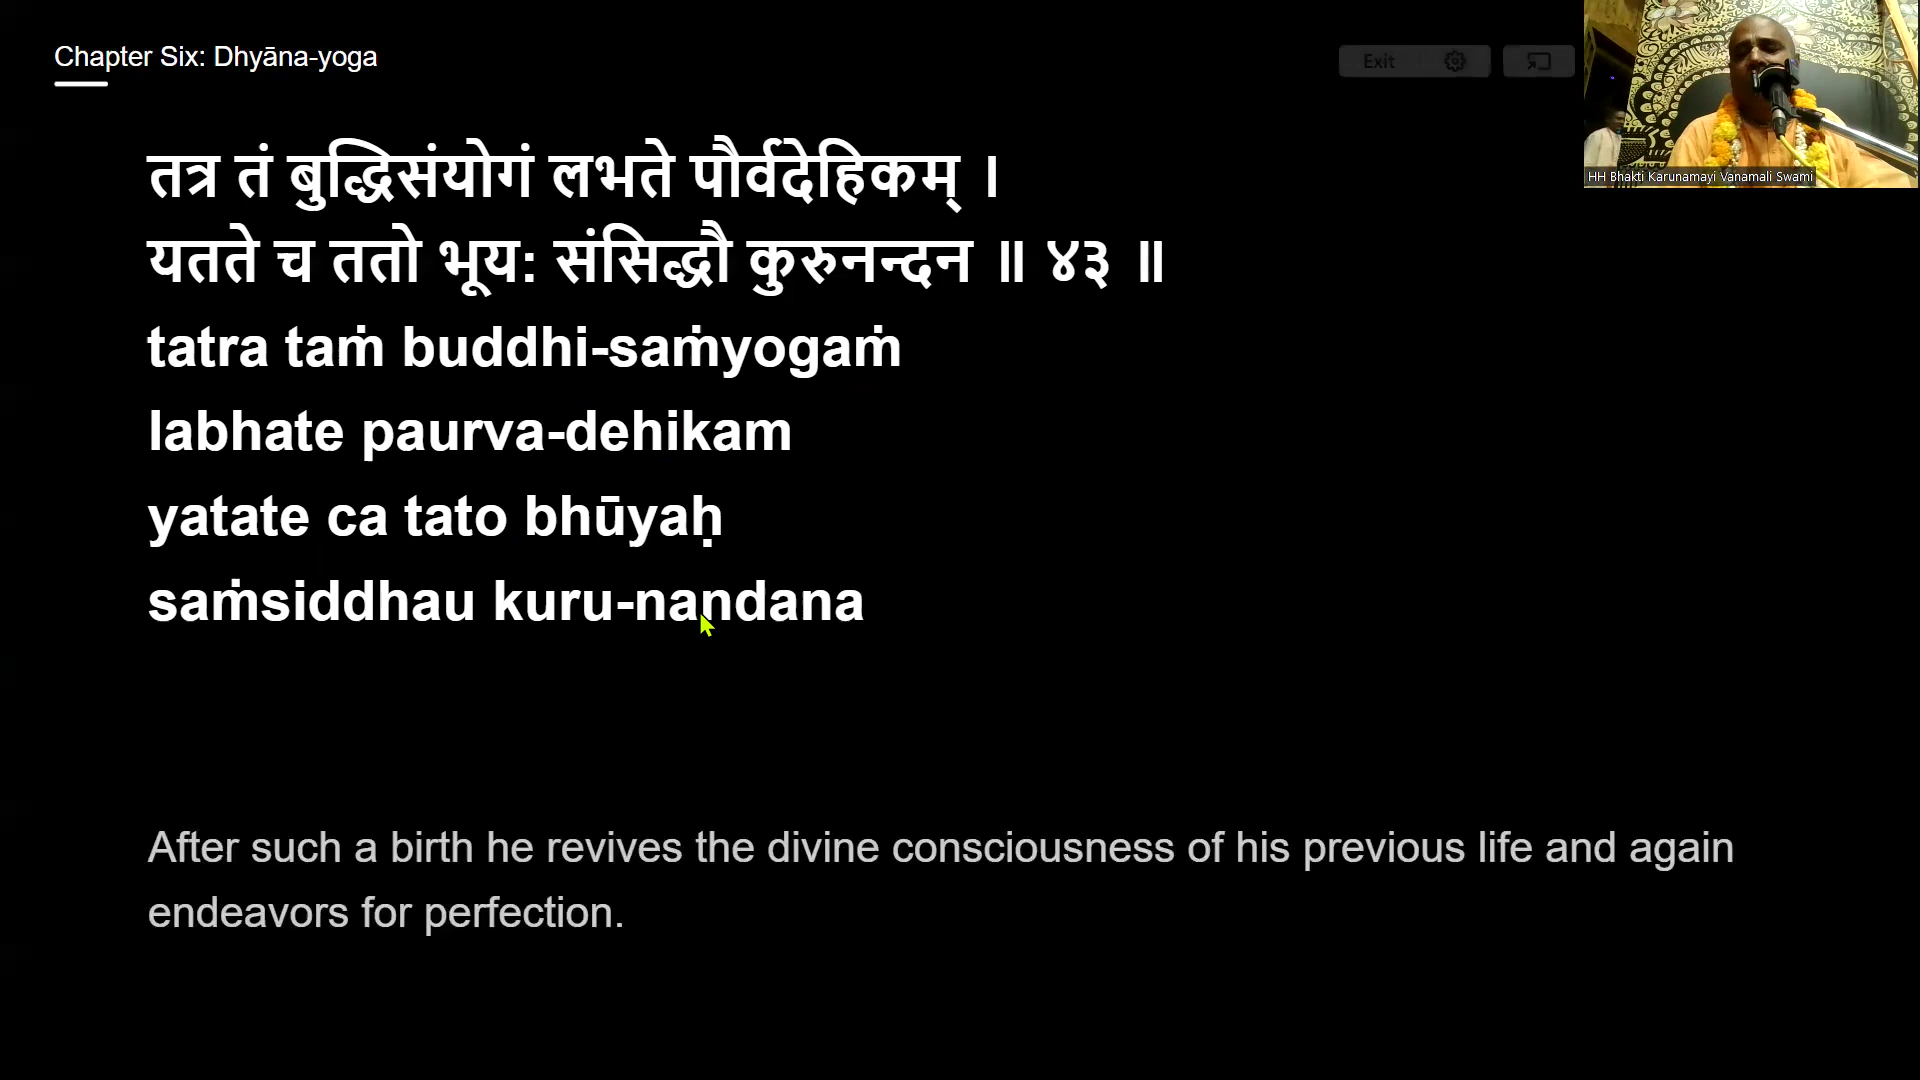 Chapter Six: Dhyāna-yoga
Exit
तत्र तं बुद्धिसंयोगं लभते पौर्वदेहिकम् ।
यतते च ततो भूयः संसिद्धौ कुरुनन्दन ॥ ४३ ॥
tatra taṁ buddhi-saṁyogaṁ
labhate paurva-dehikam
yatate ca tato bhūyaḥ
saṁsiddhau kuru-nandana
After such a birth he revives the divine consciousness of his previous life and again
endeavors for perfection.
HH Bhakti Karunamayi Vanamali Swami